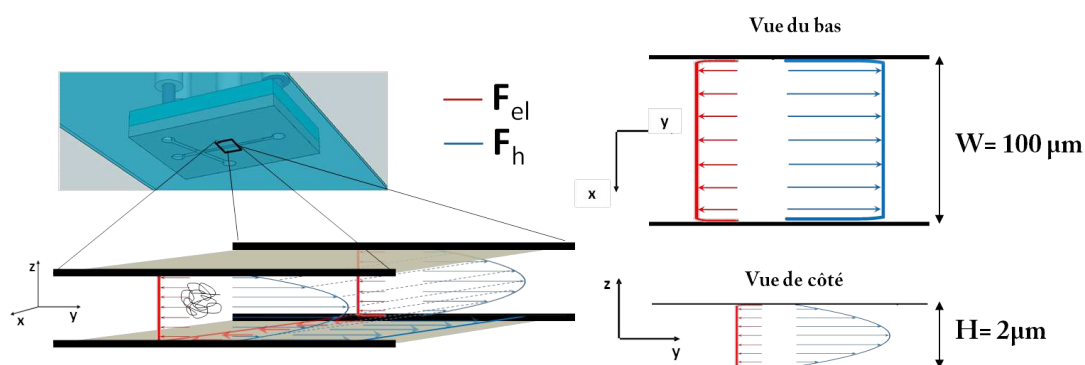 Vue du bas
F el
F h
y
x
W= 100 µm
z
x
y
Vue de côté
z
y
H= 2µm